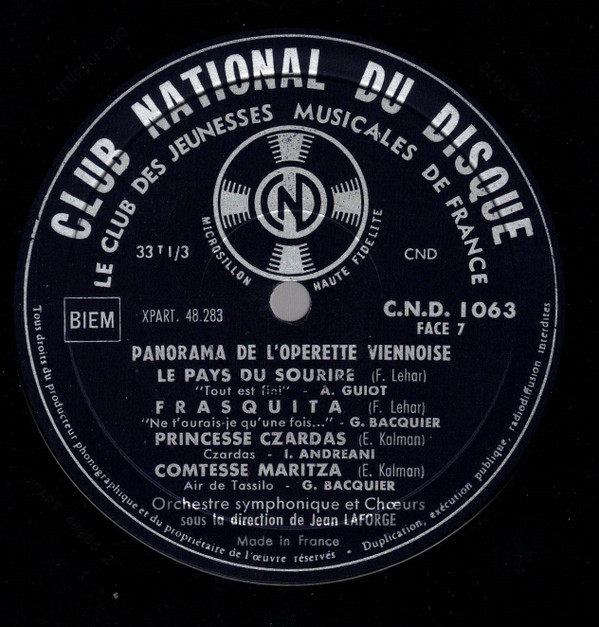 CLUB NATIONAL DU DISQUE
LE CLUB DES JEUNESSES MUSICALES DE FRANCE
CND
MICROSILLON HAUTE FIDELITE
33 T 1/3
CND
BIEM
XPART. 48.283
C.N.D. 1063
FACE 7
PANORAMA DE L'OPERETTE VIENNOISE
LE PAYS DU SOURIRE (F. Lehar)
"Tout est fini" - A. GUIOT
FRASQUITA (F. Lehar)
"Ne t'aurais-je qu'une fois..." - G. BACQUIER
PRINCESSE CZARDAS (E. Kalman)
Czardas - I. ANDREANI
COMTESSE MARITZA (E. Kalman)
Air de Tassilo - G. BACQUIER
Orchestre symphonique et Chœurs
sous la direction de Jean LAFORGE
Made in France
Tous droits du producteur phonographique et du propriétaire de l'œuvre réservés • Duplication, exécution publique, radiodiffusion interdites